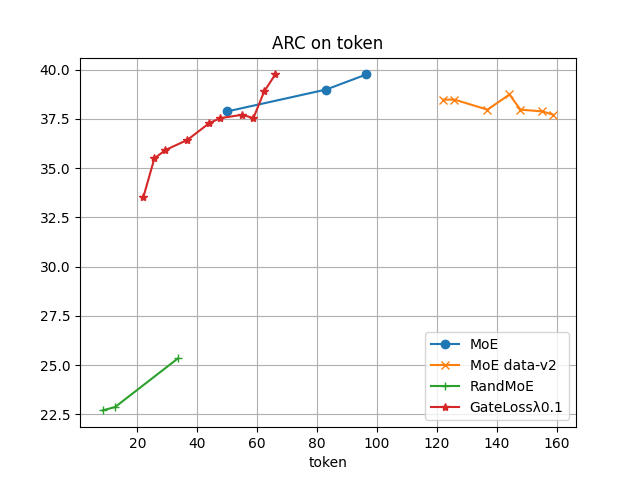 ARC on token
40.0
37.5
35.0
32.5
30.0
27.5
25.0
22.5
MoE
MoE data-v2
RandMoE
GateLossλ0.1
20 40 60 80 100 120 140 160
token